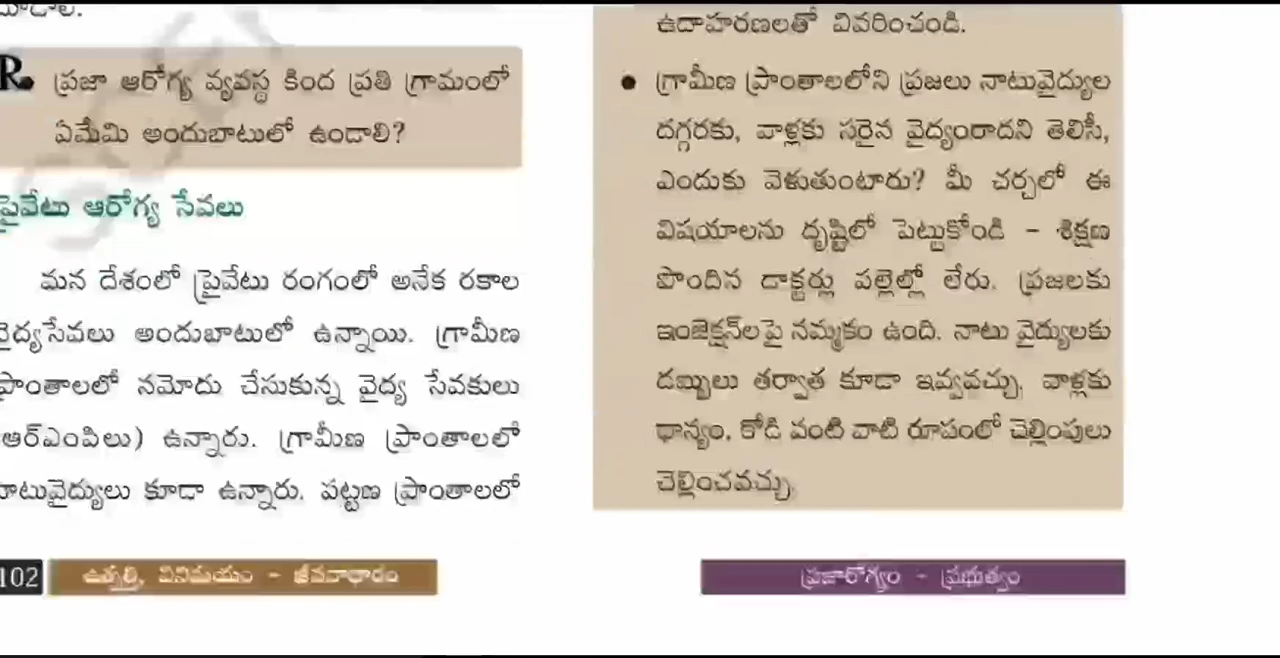 R. ప్రజా ఆరోగ్య వ్యవస్థ కింద ప్రతి గ్రామంలో
ఏమేమి అందుబాటులో ఉండాలి?
ప్రైవేటు ఆరోగ్య సేవలు
మన దేశంలో ప్రైవేటు రంగంలో అనేక రకాల
వైద్యసేవలు అందుబాటులో ఉన్నాయి. గ్రామీణ
ప్రాంతాలలో నమోదు చేసుకున్న వైద్య సేవకులు
(ఆర్ఎంపిలు) ఉన్నారు. గ్రామీణ ప్రాంతాలలో
నాటువైద్యులు కూడా ఉన్నారు. పట్టణ ప్రాంతాలలో
ఉదాహరణలతో వివరించండి.
• గ్రామీణ ప్రాంతాలలోని ప్రజలు నాటువైద్యుల
దగ్గరకు, వాళ్లకు సరైన వైద్యంరాదని తెలిసీ,
ఎందుకు వెళుతుంటారు? మీ చర్చలో ఈ
విషయాలను దృష్టిలో పెట్టుకోండి - శిక్షణ
పొందిన డాక్టర్లు పల్లెల్లో లేరు. ప్రజలకు
ఇంజెక్షన్‌లపై నమ్మకం ఉంది. నాటు వైద్యులకు
డబ్బులు తర్వాత కూడా ఇవ్వవచ్చు, వాళ్లకు
ధాన్యం, కోడి వంటి వాటి రూపంలో చెల్లింపులు
చెల్లించవచ్చు.
102 ఉత్పత్తి, వినిమయం - జీవనాధారం
ప్రజారోగ్యం - ప్రభుత్వం